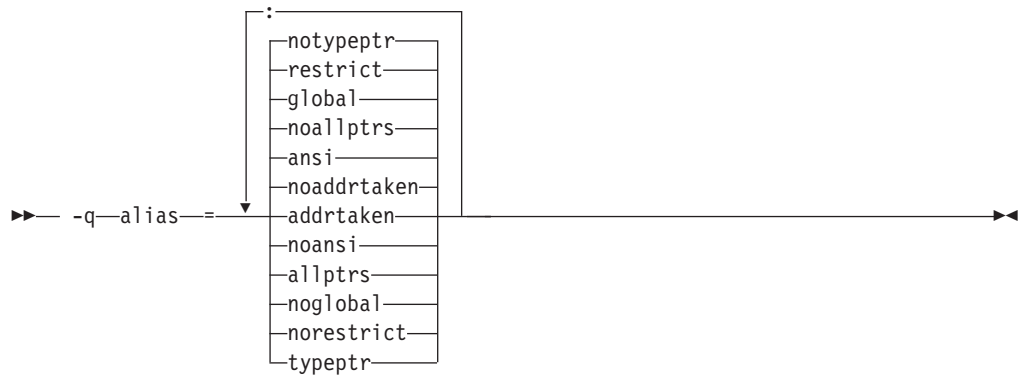 :
notypeptr
restrict
global
noallptrs
ansi
noaddrtaken
-q alias = addrtaken
noansi
allptrs
noglobal
norestrict
typeptr